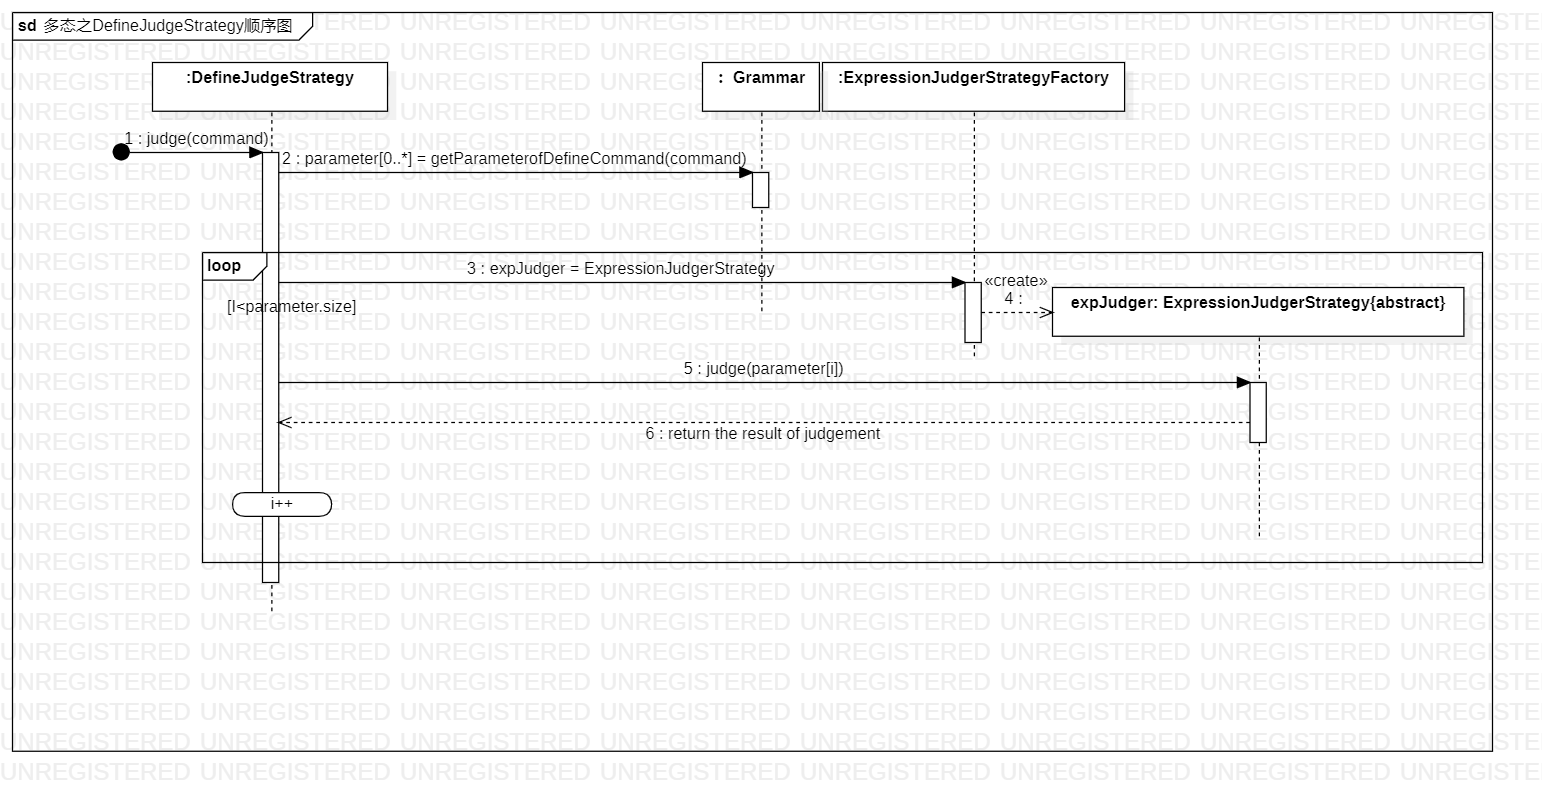 sd 多态之DefineJudgeStrategy顺序图
:DefineJudgeStrategy
: Grammar
:ExpressionJudgerStrategyFactory
1 : judge(command)
2 : parameter[0..*] = getParameterofDefineCommand(command)
loop
3 : expJudger = ExpressionJudgerStrategy
«create»
4 :
[I<parameter.size]
expJudger: ExpressionJudgerStrategy{abstract}
5 : judge(parameter[i])
6 : return the result of judgement
i++
UNREGISTERED